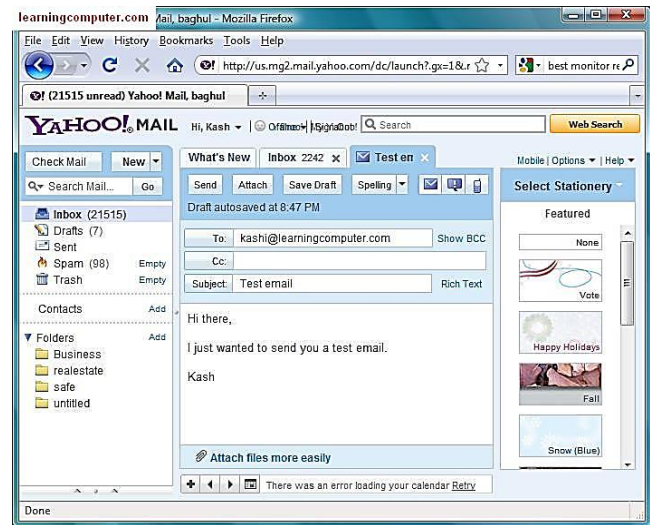 learningcomputer.com Mail, baghul - Mozilla Firefox
File Edit View History Bookmarks Tools Help
http://us.mg2.mail.yahoo.com/dc/launch?.gx=1&.r best monitor re
(21515 unread) Yahoo! Mail, baghul
YAHOO! MAIL Hi, Kash Search Web Search
Check Mail New What's New Inbox 2242 x Test en x Mobile | Options | Help
Search Mail... Go Send Attach Save Draft Spelling Select Stationery
Draft autosaved at 8:47 PM
Inbox (21515) Featured
Drafts (7) To: kashi@learningcomputer.com Show BCC None
Sent
Spam (98) Empty Cc:
Trash Empty Subject: Test email Rich Text
Vote
Contacts Add Hi there,
Folders Add I just wanted to send you a test email. Happy Holidays
Business
realestate Kash
safe Fall
untitled
Snow (Blue)
Attach files more easily
There was an error loading your calendar Retry
Done